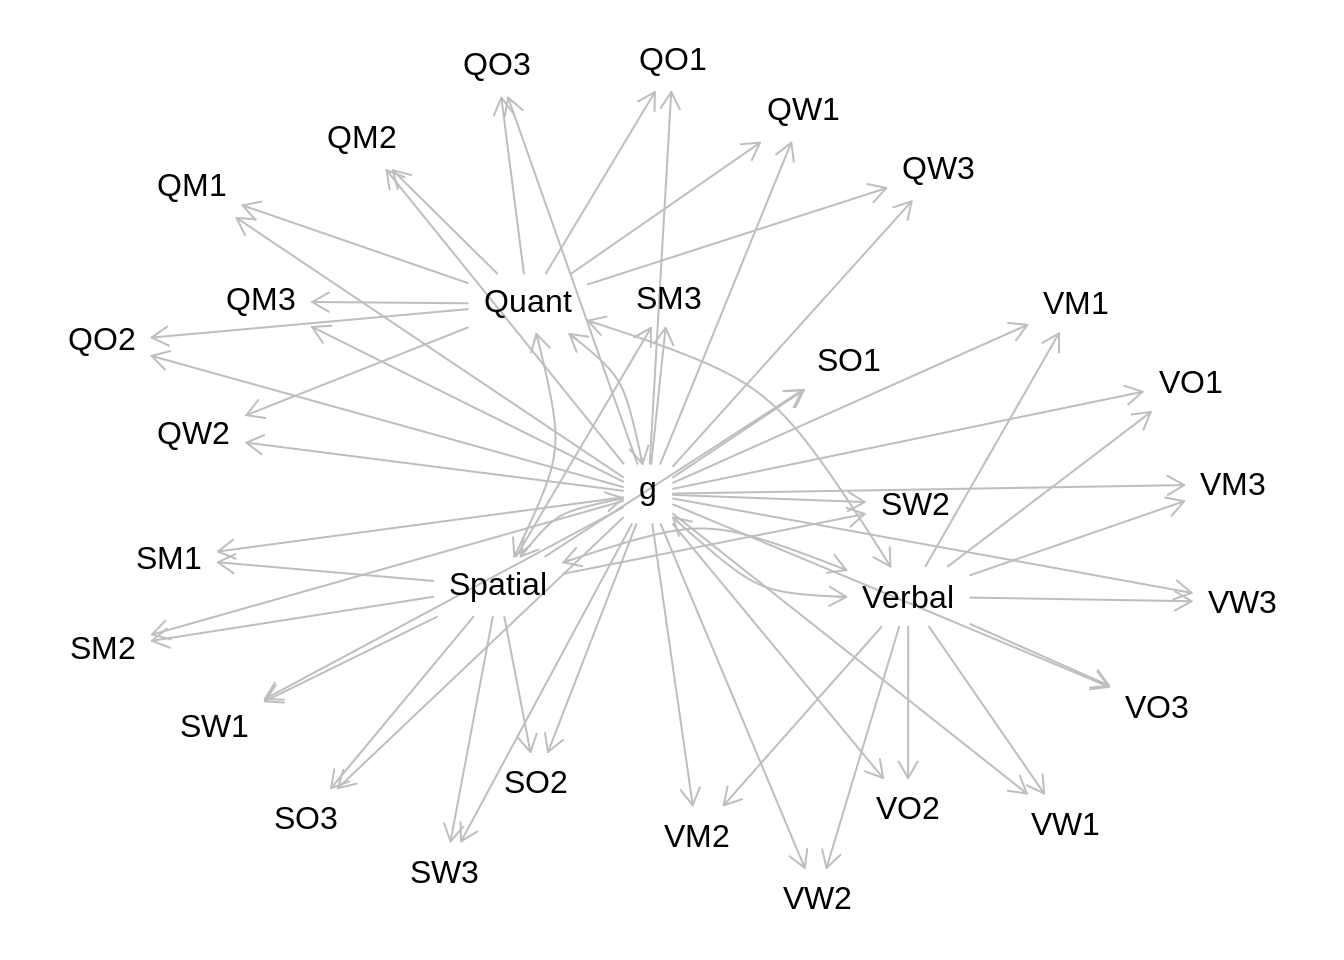 QO3
QO1
QW1
QM2
QW3
QM1
QM3
Quant
SM3
VM1
QO2
SO1
VO1
QW2
g
VM3
SW2
SM1
Spatial
Verbal
VW3
SM2
SW1
VO3
SO2
SO3
VO2
VW1
VM2
SW3
VW2